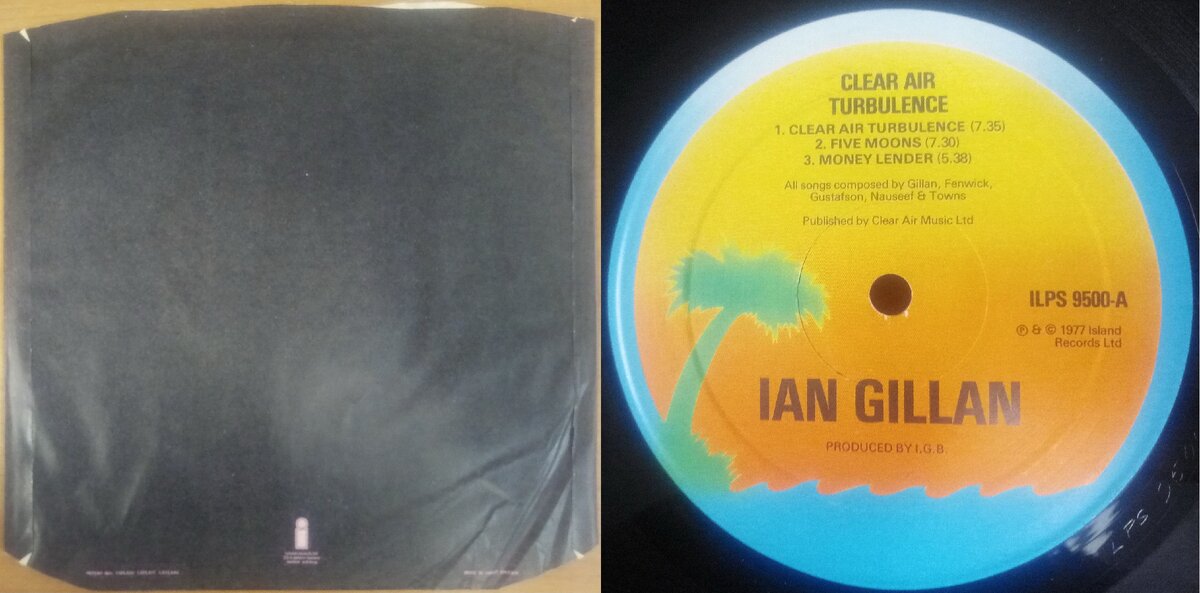 CLEAR AIR
TURBULENCE
1. CLEAR AIR TURBULENCE (7.35)
2. FIVE MOONS (7.30)
3. MONEY LENDER (5.38)
All songs composed by Gillan, Fenwick,
Gustafson, Nauseef & Towns
Published by Clear Air Music Ltd
ILPS 9500-A
℗ & © 1977 Island
Records Ltd
IAN GILLAN
PRODUCED BY I.G.B.